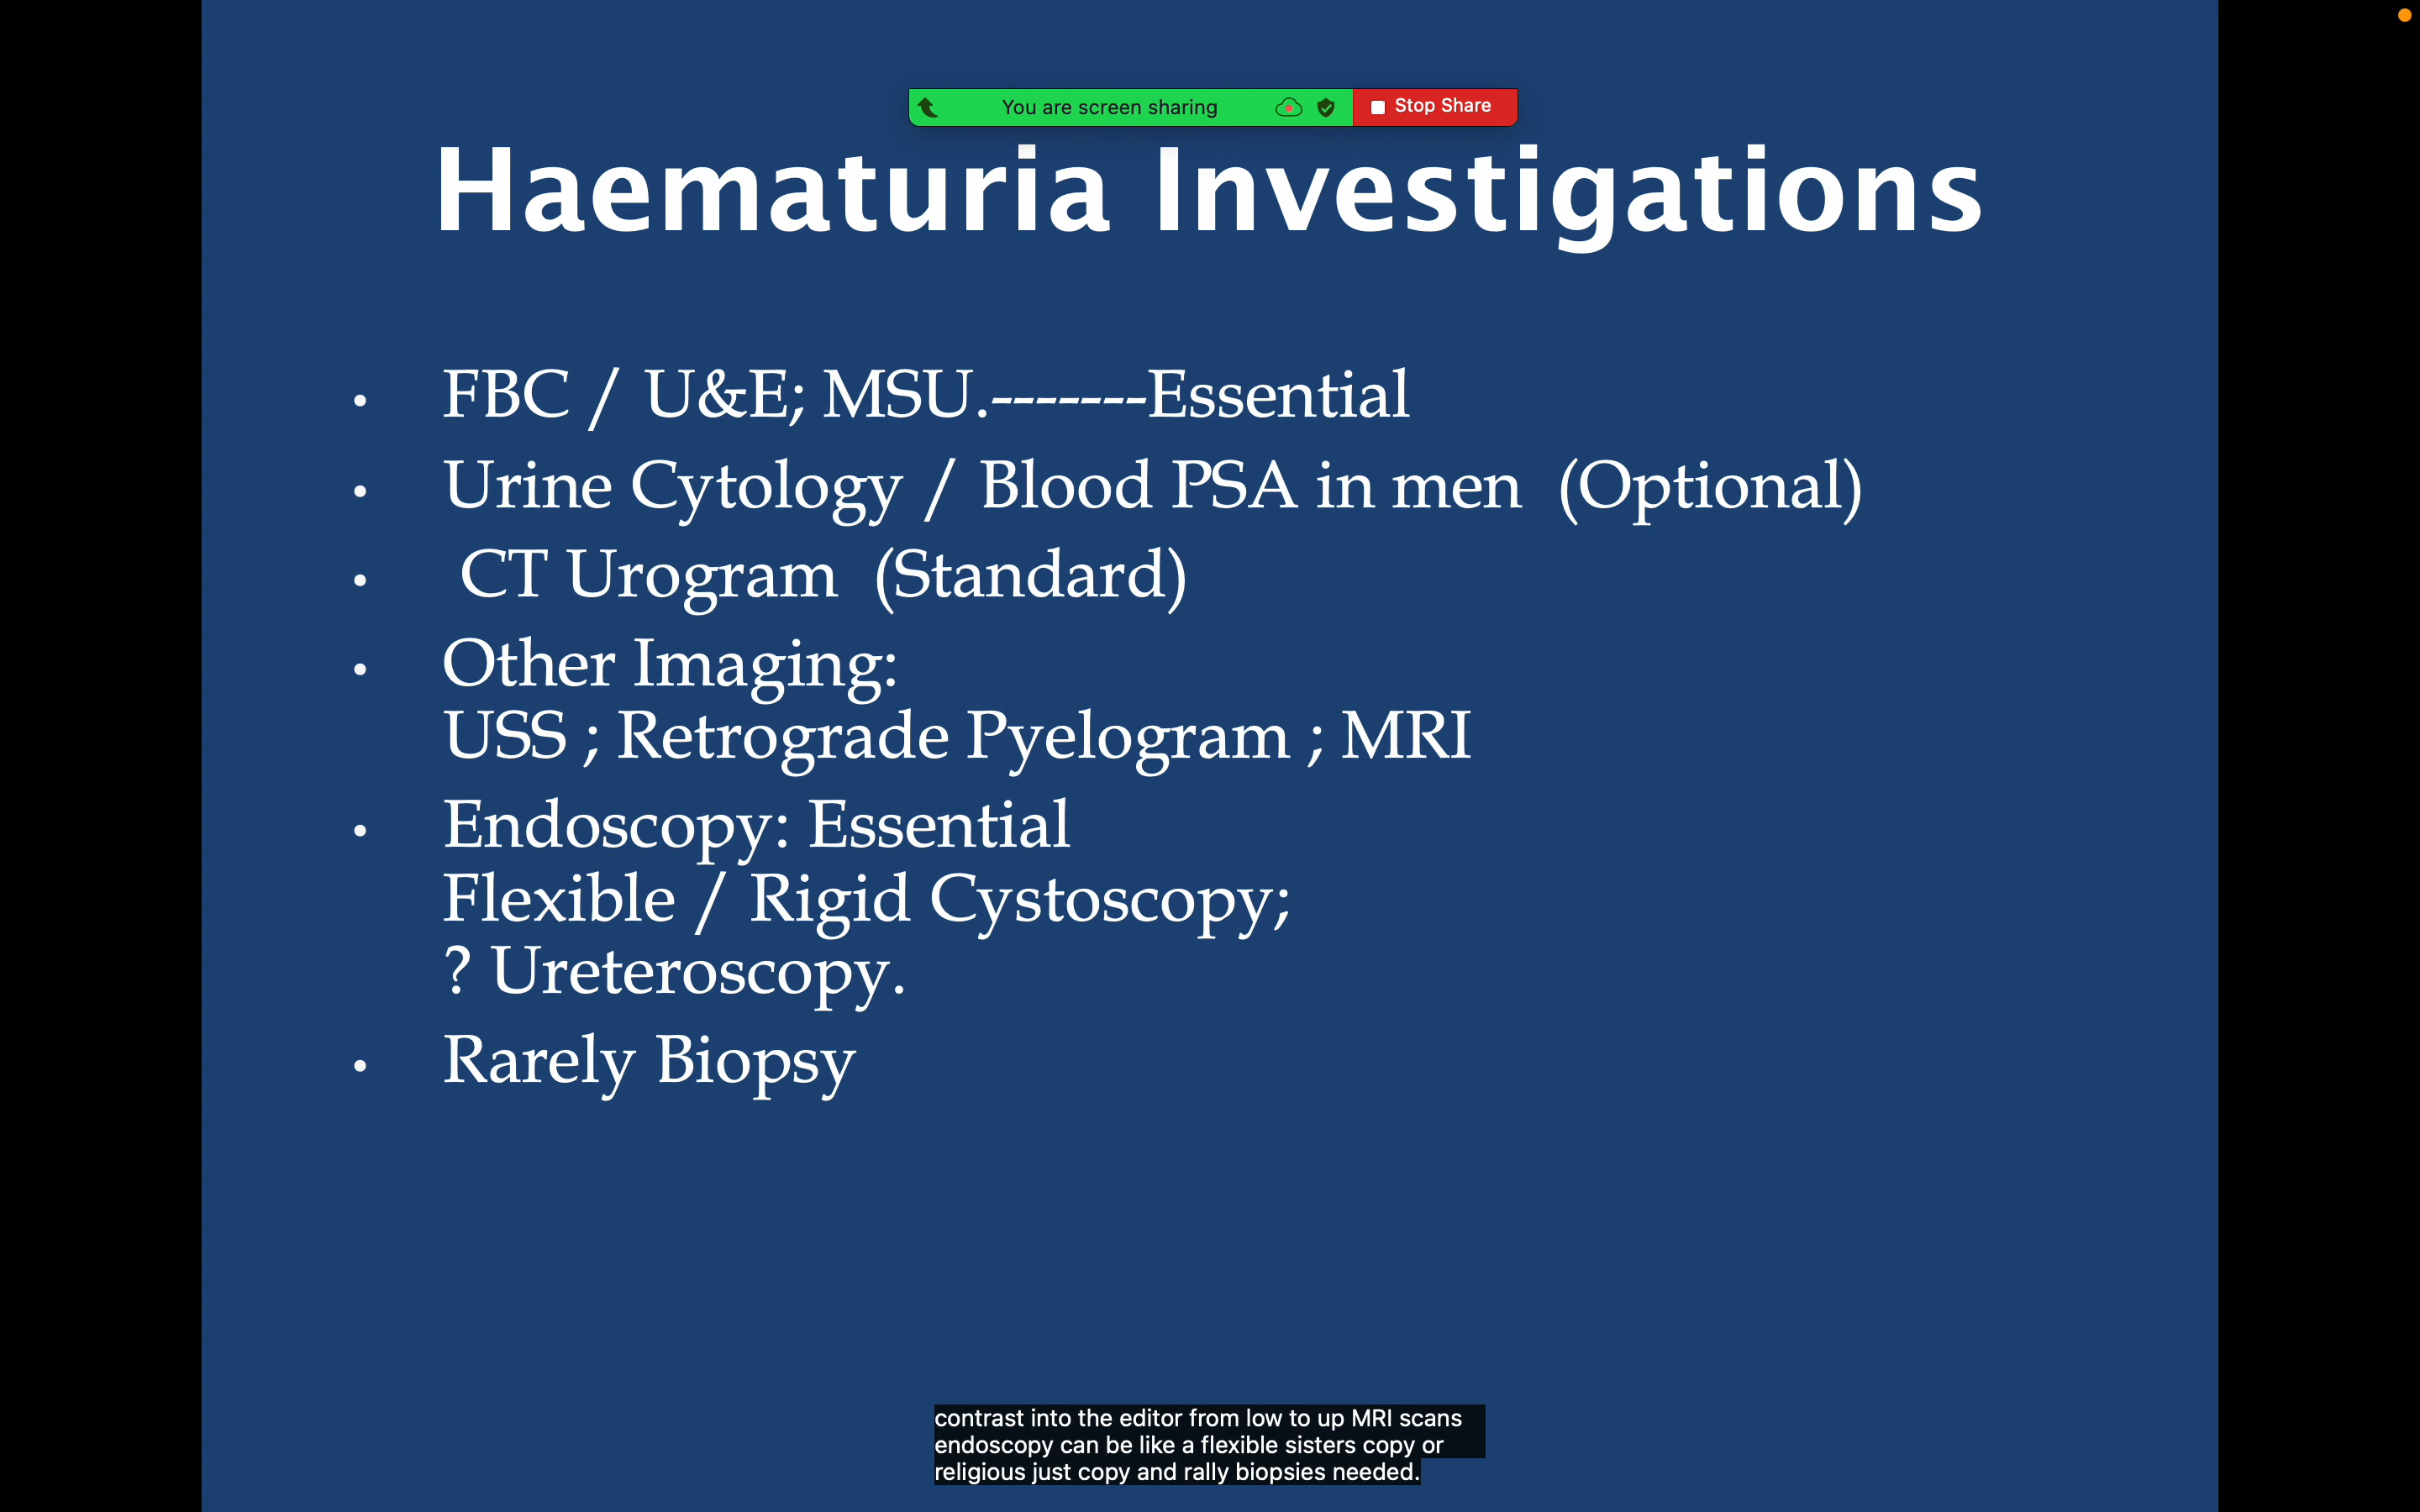 You are screen sharing
Stop Share
Haematuria Investigations
• FBC / U&E; MSU.-------Essential
• Urine Cytology / Blood PSA in men (Optional)
• CT Urogram (Standard)
• Other Imaging:
USS ; Retrograde Pyelogram ; MRI
• Endoscopy: Essential
Flexible / Rigid Cystoscopy;
? Ureteroscopy.
• Rarely Biopsy
contrast into the editor from low to up MRI scans
endoscopy can be like a flexible sisters copy or
religious just copy and rally biopsies needed.